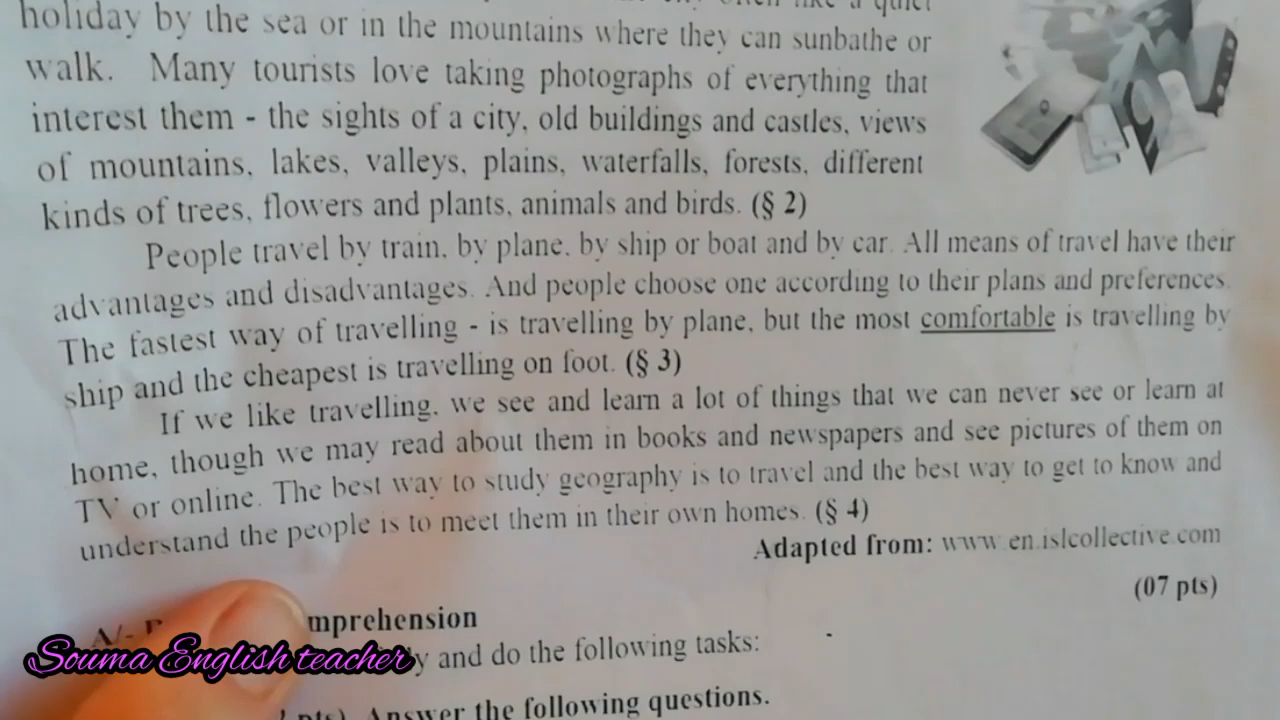 like a quiet
holiday by the sea or in the mountains where they can sunbathe or
walk. Many tourists love taking photographs of everything that
interest them - the sights of a city, old buildings and castles, views
of mountains, lakes, valleys, plains, waterfalls, forests, different
kinds of trees, flowers and plants, animals and birds. (§ 2)
People travel by train, by plane, by ship or boat and by car. All means of travel have their
advantages and disadvantages. And people choose one according to their plans and preferences.
The fastest way of travelling - is travelling by plane, but the most comfortable is travelling by
ship and the cheapest is travelling on foot. (§ 3)
If we like travelling, we see and learn a lot of things that we can never see or learn at
home, though we may read about them in books and newspapers and see pictures of them on
TV or online. The best way to study geography is to travel and the best way to get to know and
understand the people is to meet them in their own homes. (§ 4)
Adapted from: www.en.islcollective.com
(07 pts)
A/- mprehension
y and do the following tasks:
pts) Answer the following questions.
Souma English teacher